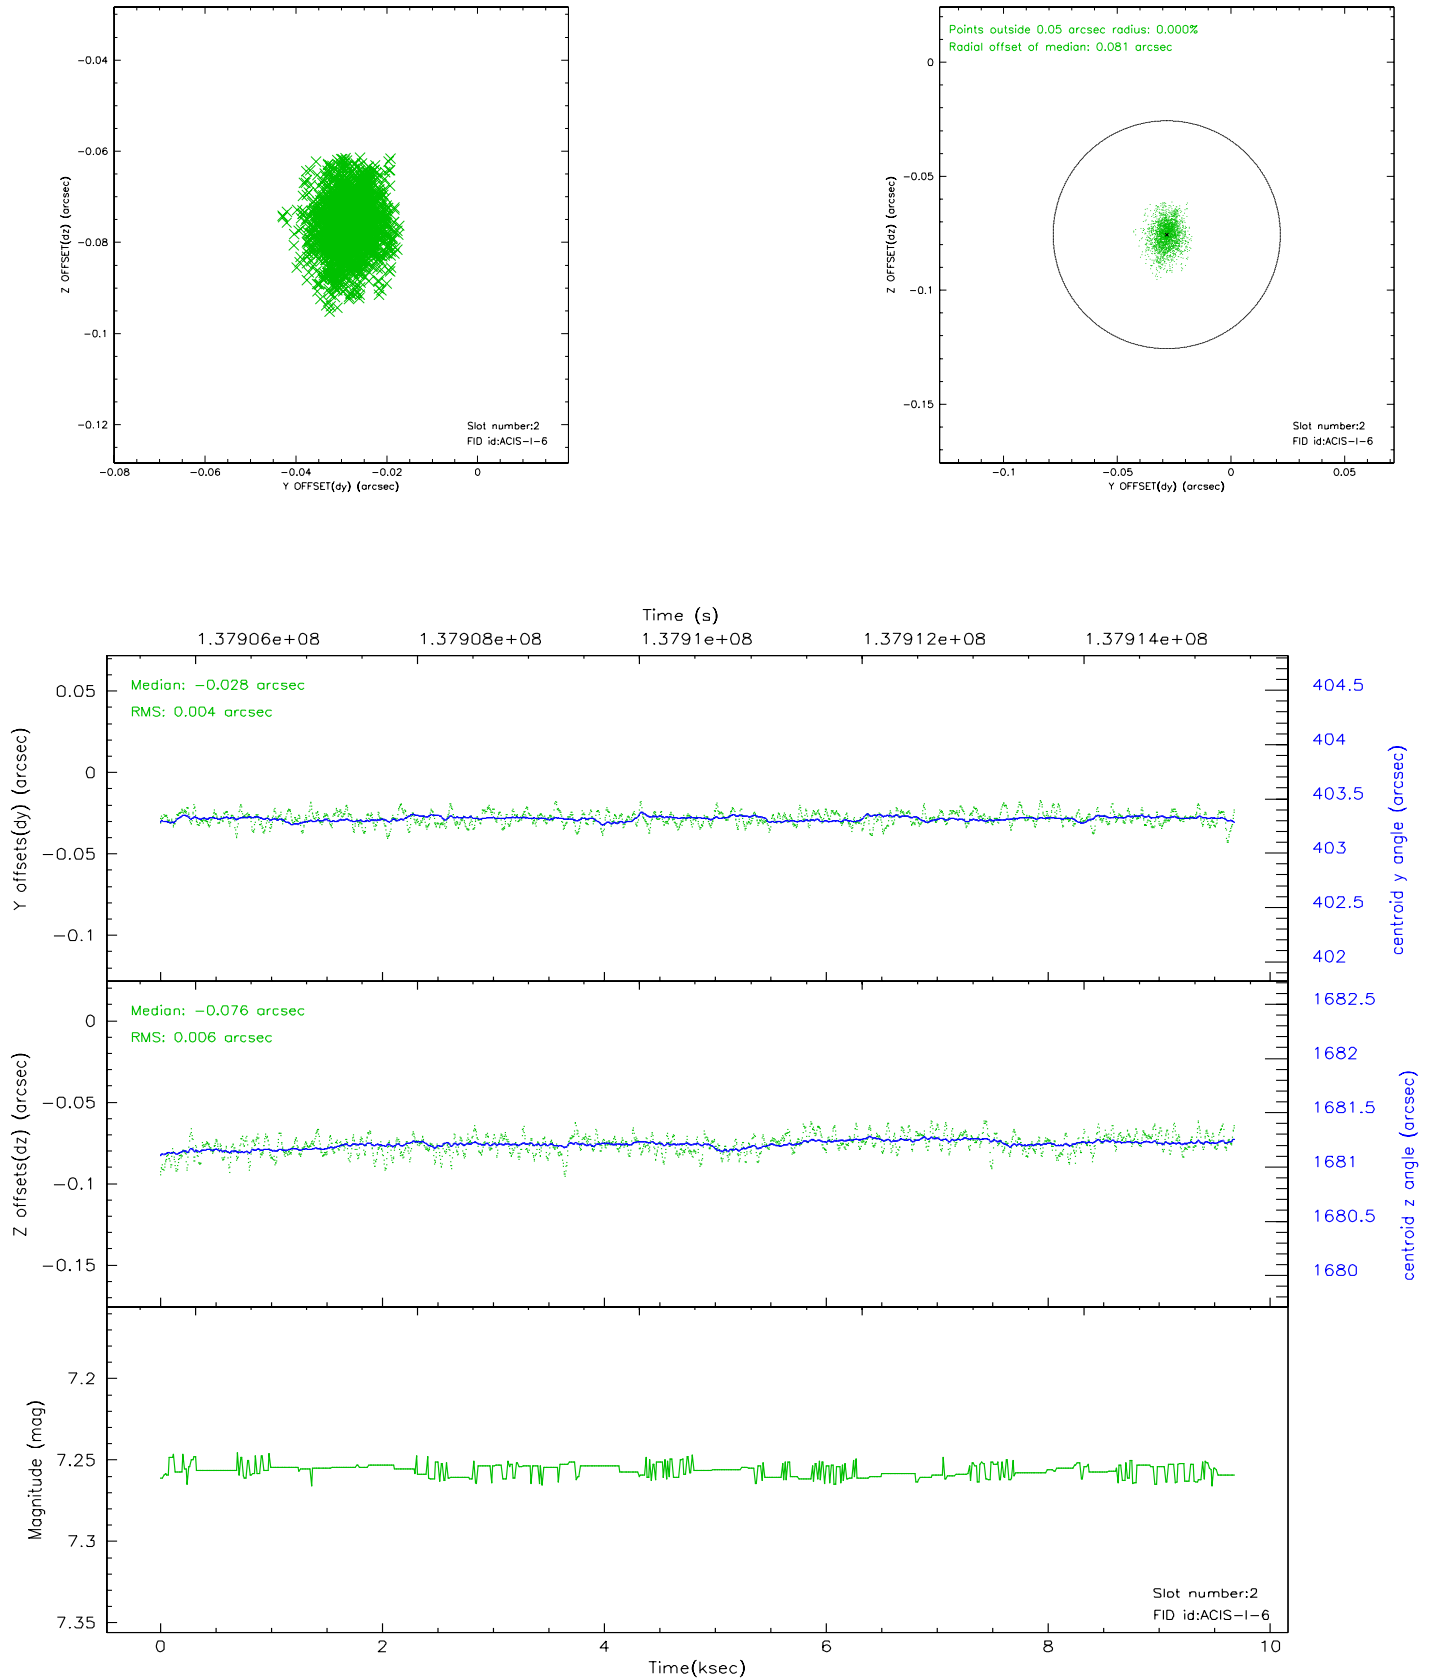 -0.04
-0.06
-0.08
-0.1
-0.12
Z OFFSET(dz) (arcsec)
Slot number:2
FID id:ACIS-I-6
-0.08 -0.06 -0.04 -0.02 0
Y OFFSET(dy) (arcsec)
Points outside 0.05 arcsec radius: 0.000%
Radial offset of median: 0.081 arcsec
0
-0.05
-0.1
-0.15
Z OFFSET(dz) (arcsec)
Slot number:2
FID id:ACIS-I-6
-0.1 -0.05 0 0.05
Y OFFSET(dy) (arcsec)
Time (s)
1.37906e+08 1.37908e+08 1.3791e+08 1.37912e+08 1.37914e+08
Median: -0.028 arcsec
RMS: 0.004 arcsec
0.05
0
-0.05
-0.1
Y offsets(dy) (arcsec)
404.5
404
403.5
403
402.5
402
centroid y angle (arcsec)
Median: -0.076 arcsec
RMS: 0.006 arcsec
0
-0.05
-0.1
-0.15
Z offsets(dz) (arcsec)
1682.5
1682
1681.5
1681
1680.5
1680
centroid z angle (arcsec)
7.2
7.25
7.3
7.35
Magnitude (mag)
Slot number:2
FID id:ACIS-I-6
0 2 4 6 8 10
Time(ksec)